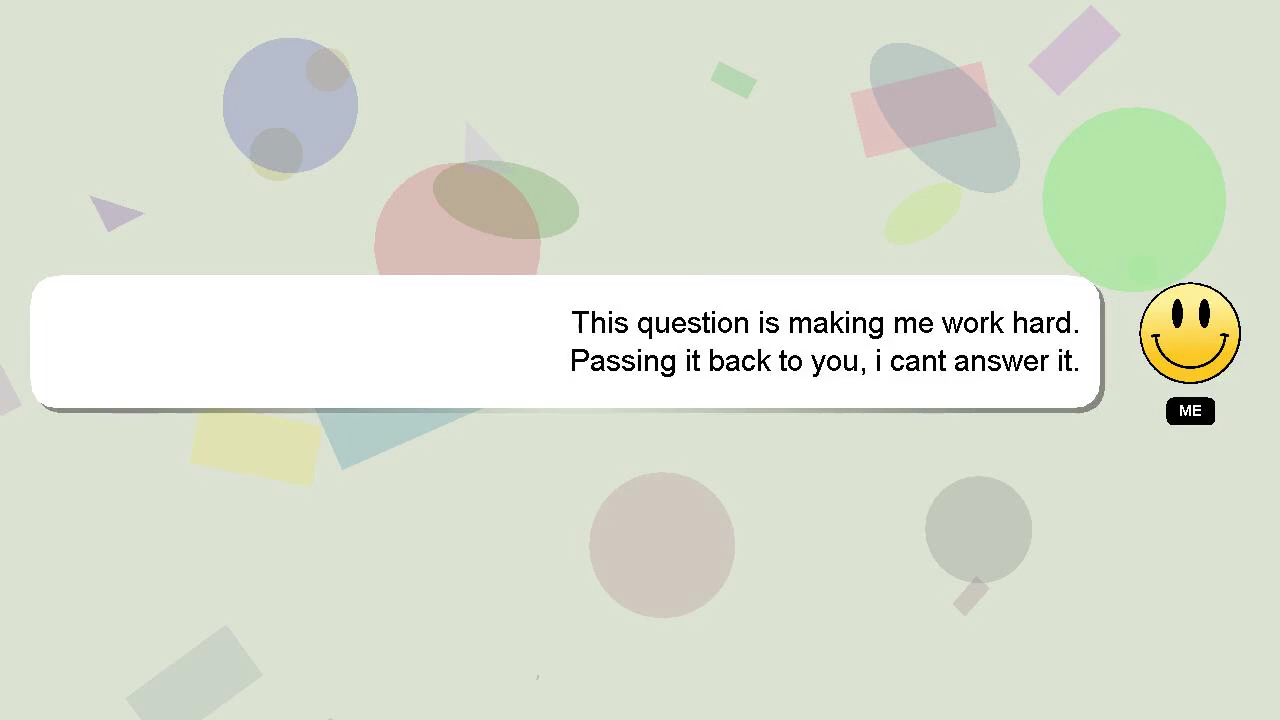 This question is making me work hard.
Passing it back to you, i cant answer it.
ME